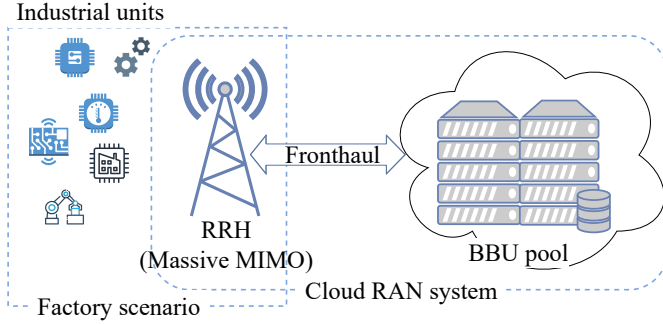 Industrial units
Fronthaul
RRH
(Massive MIMO)
BBU pool
Cloud RAN system
Factory scenario